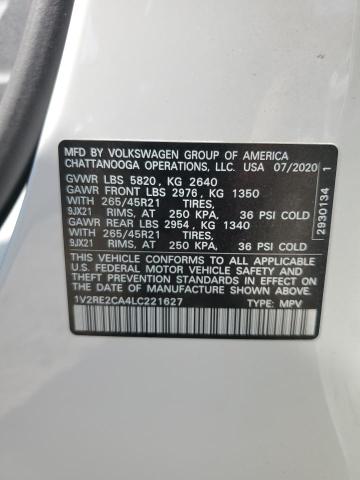 MFD BY VOLKSWAGEN GROUP OF AMERICA
CHATTANOOGA OPERATIONS, LLC. USA 07/2020
GVWR LBS 5820, KG 2640
GAWR FRONT LBS 2976, KG 1350
WITH 265/45R21 TIRES,
9JX21 RIMS, AT 250 KPA, 36 PSI COLD
GAWR REAR LBS 2954, KG 1340
WITH 265/45R21 TIRES,
9JX21 RIMS, AT 250 KPA, 36 PSI COLD
THIS VEHICLE CONFORMS TO ALL APPLICABLE
U.S. FEDERAL MOTOR VEHICLE SAFETY AND
THEFT PREVENTION STANDARDS IN EFFECT ON
THE DATE OF MANUFACTURE SHOWN ABOVE.
1V2RE2CA4LC221627 TYPE: MPV
2930134 1